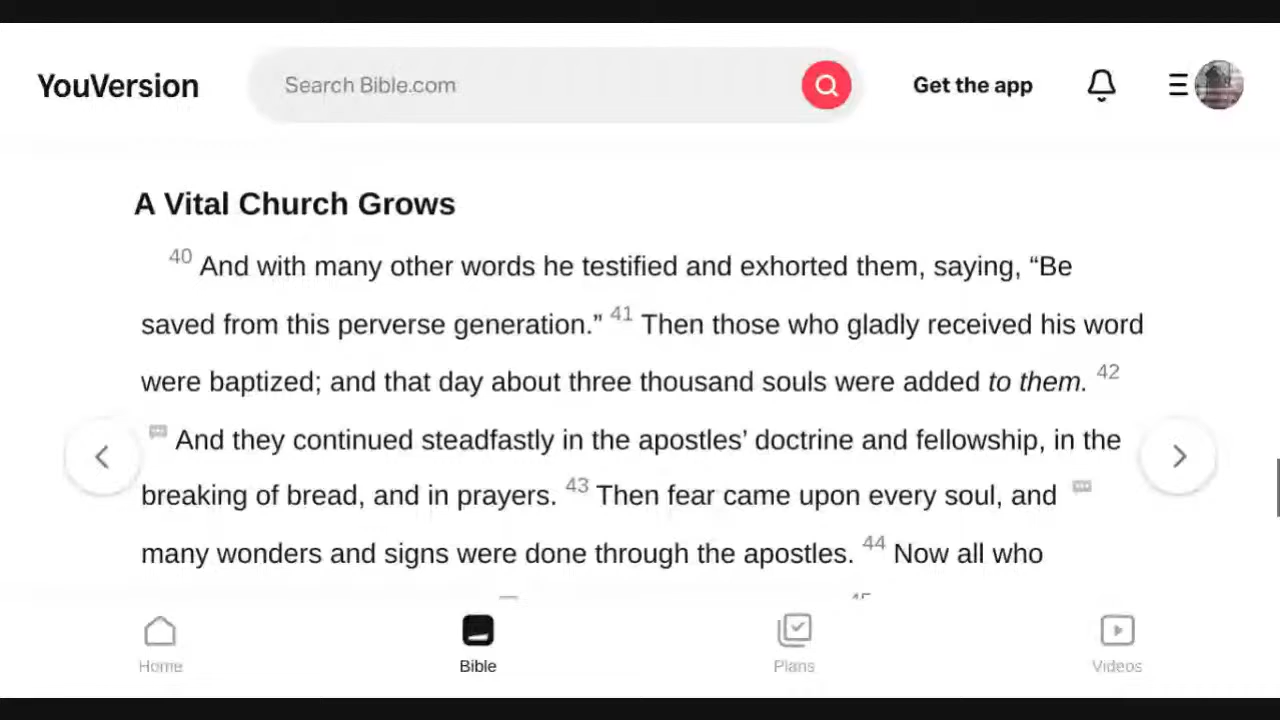 YouVersion
Search Bible.com
Get the app
A Vital Church Grows
40 And with many other words he testified and exhorted them, saying, “Be
saved from this perverse generation.” 41 Then those who gladly received his word
were baptized; and that day about three thousand souls were added to them. 42
And they continued steadfastly in the apostles’ doctrine and fellowship, in the
breaking of bread, and in prayers. 43 Then fear came upon every soul, and
many wonders and signs were done through the apostles. 44 Now all who
Home
Bible
Plans
Videos